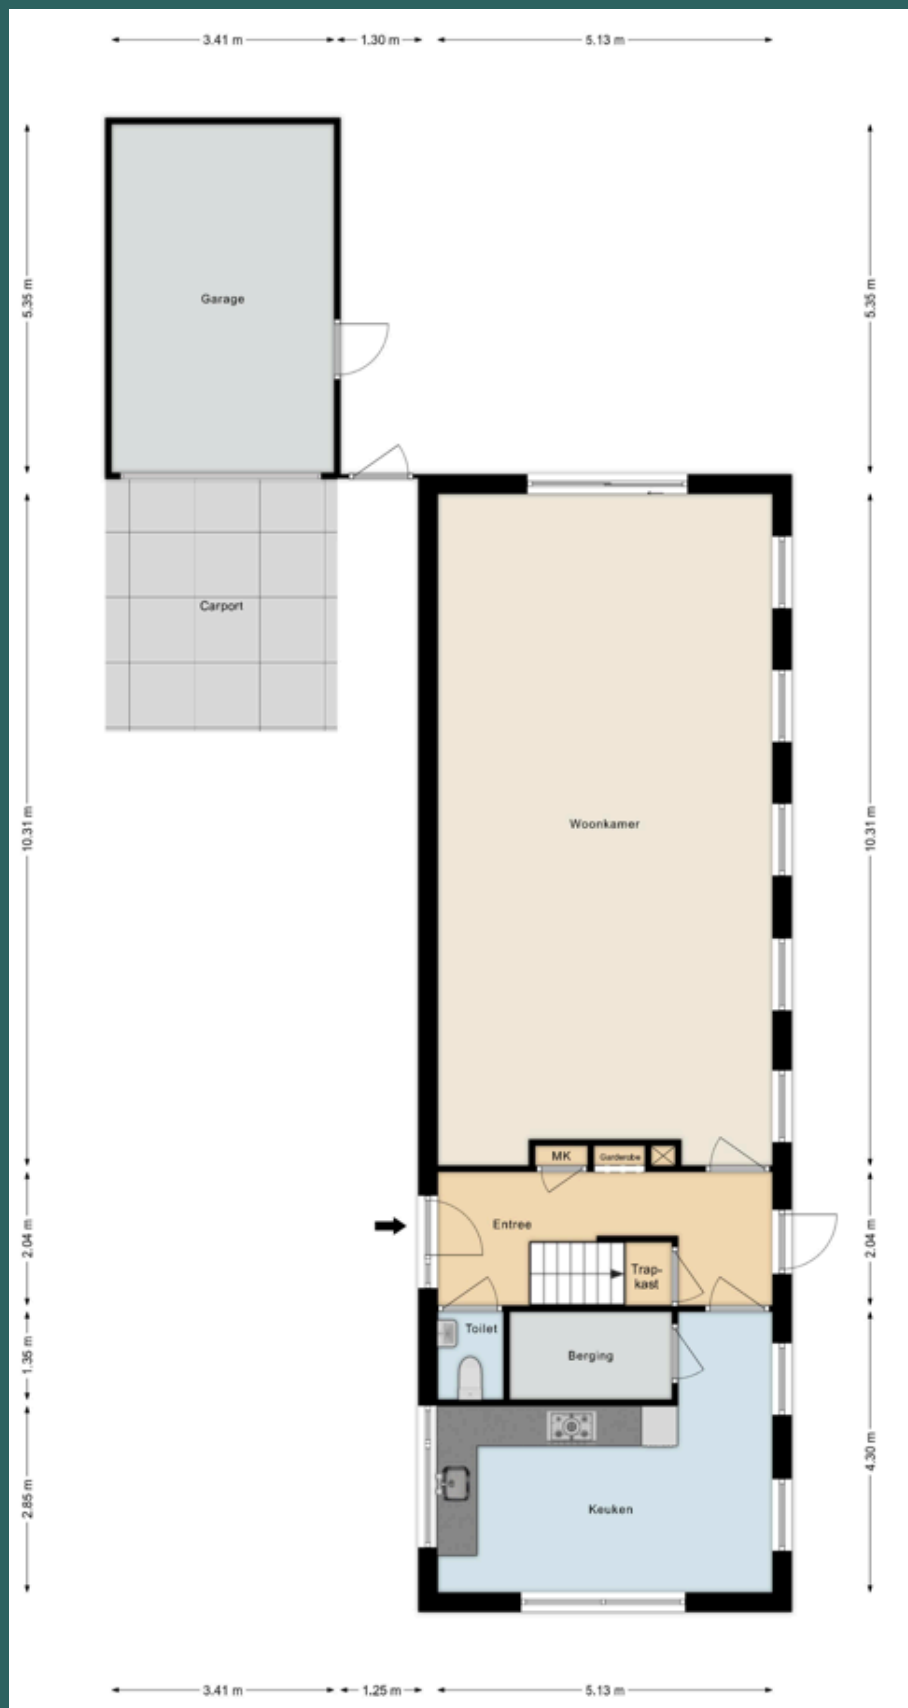 3.41 m
1.30 m
5.13 m
5.35 m
5.35 m
Garage
Carport
10.31 m
10.31 m
Woonkamer
MK
Garderobe
Entree
2.04 m
2.04 m
Trap-
kast
Toilet
1.35 m
Berging
4.30 m
2.85 m
Keuken
3.41 m
1.25 m
5.13 m